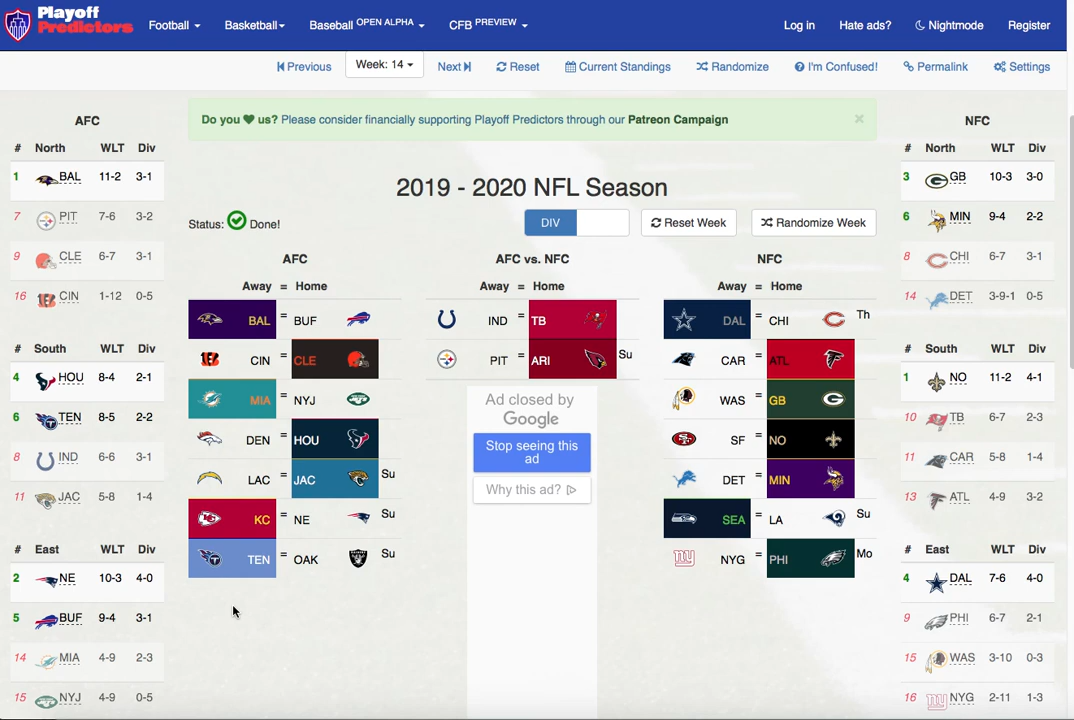 Playoff
Predictors
Football Basketball Baseball OPEN ALPHA CFB PREVIEW Log in Hate ads? Nightmode Register
Previous Week: 14 Next Reset Current Standings Randomize I'm Confused! Permalink Settings
Do you us? Please consider financially supporting Playoff Predictors through our Patreon Campaign ×
2019 - 2020 NFL Season
Status: Done! DIV Reset Week Randomize Week
AFC
# North WLT Div
1 BAL 11-2 3-1
7 PIT 7-6 3-2
9 CLE 6-7 3-1
16 CIN 1-12 0-5
# South WLT Div
4 HOU 8-4 2-1
6 TEN 8-5 2-2
8 IND 6-6 3-1
11 JAC 5-8 1-4
# East WLT Div
2 NE 10-3 4-0
5 BUF 9-4 3-1
14 MIA 4-9 2-3
15 NYJ 4-9 0-5
AFC
Away = Home
BAL = BUF
CIN = CLE
MIA = NYJ
DEN = HOU
LAC = JAC Su
KC = NE Su
TEN = OAK Su
AFC vs. NFC
Away = Home
IND = TB
PIT = ARI Su
Ad closed by
Google
Stop seeing this
ad
Why this ad?
NFC
Away = Home
DAL = CHI Th
CAR = ATL
WAS = GB
SF = NO
DET = MIN
SEA = LA Su
NYG = PHI Mo
NFC
# North WLT Div
3 GB 10-3 3-0
6 MIN 9-4 2-2
8 CHI 6-7 3-1
14 DET 3-9-1 0-5
# South WLT Div
1 NO 11-2 4-1
10 TB 6-7 2-3
11 CAR 5-8 1-4
13 ATL 4-9 3-2
# East WLT Div
4 DAL 7-6 4-0
9 PHI 6-7 2-1
15 WAS 3-10 0-3
16 NYG 2-11 1-3